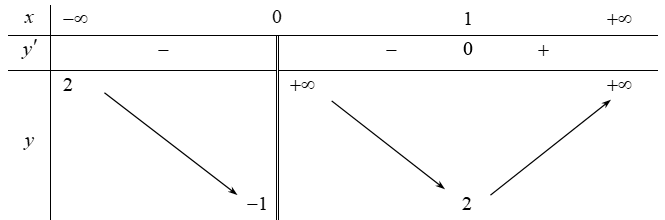 x −∞ 0 1 +∞
y′ − − 0 +
2 +∞ +∞
y
−1 2